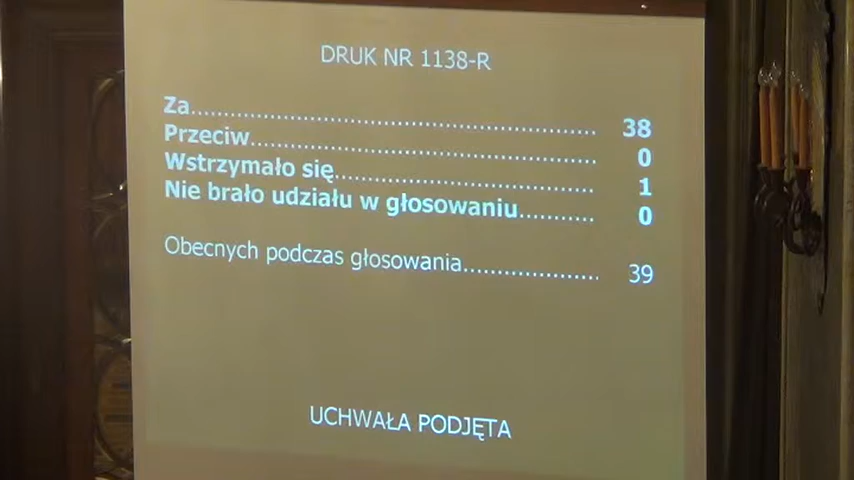 DRUK NR 1138-R
Za........................................................... 38
Przeciw.................................................. 0
Wstrzymało się..................................... 1
Nie brało udziału w głosowaniu........... 0
Obecnych podczas głosowania.................... 39
UCHWAŁA PODJĘTA